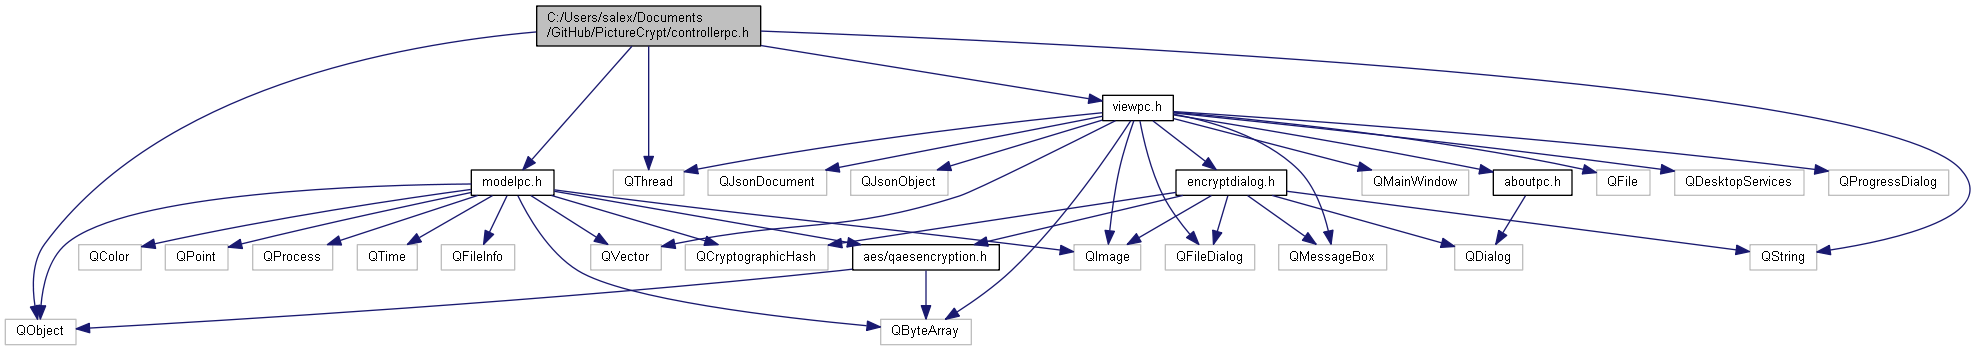 C:/Users/salex/Documents
/GitHub/PictureCrypt/controllerpc.h
viewpc.h
modelpc.h
QThread
QJsonDocument
QJsonObject
encryptdialog.h
QMainWindow
aboutpc.h
QFile
QDesktopServices
QProgressDialog
QColor
QPoint
QProcess
QTime
QFileInfo
QVector
QCryptographicHash
aes/qaesencryption.h
QImage
QFileDialog
QMessageBox
QDialog
QString
QObject
QByteArray